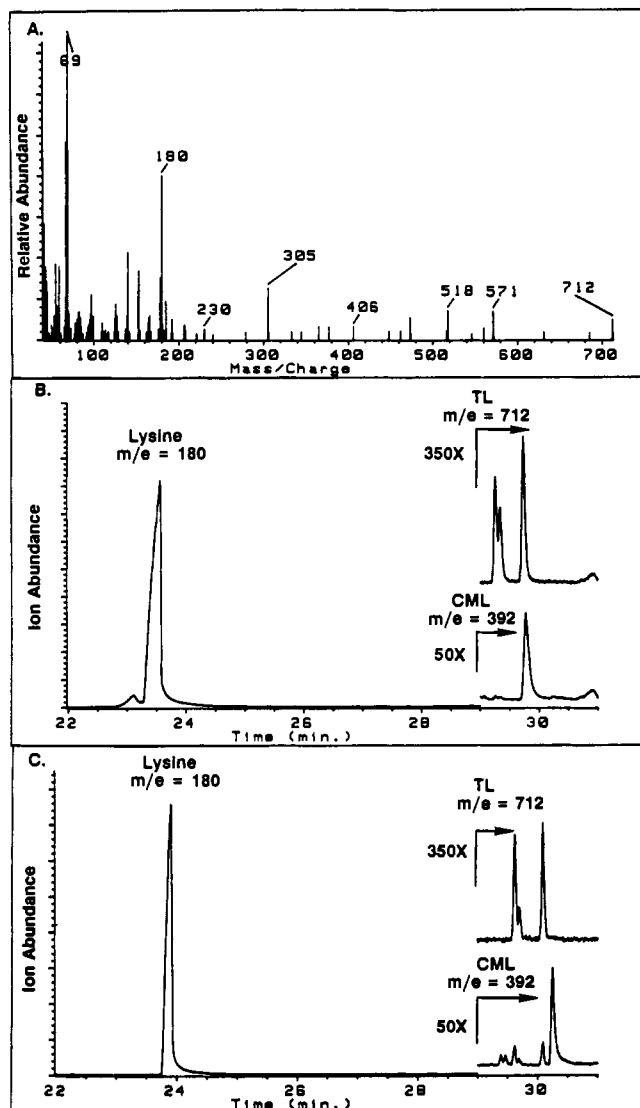 A.
Relative Abundance
69
180
230
305
406
518
571
712
100 200 300 400 500 600 700
Mass/Charge
B.
Ion Abundance
Lysine
m/e = 180
TL
m/e = 712
350X
CML
m/e = 392
50X
22 24 26 28 30
Time (min.)
C.
Ion Abundance
Lysine
m/e = 180
TL
m/e = 712
350X
CML
m/e = 392
50X
22 24 26 28 30
Time (min.)